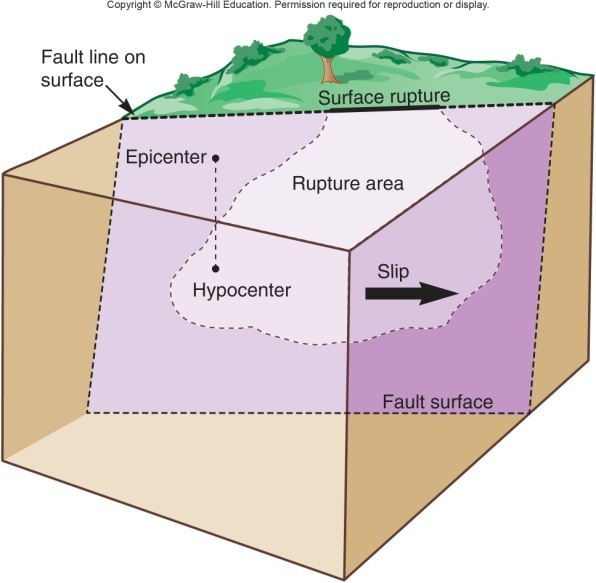 Copyright © McGraw-Hill Education. Permission required for reproduction or display.
Fault line on
surface
Surface rupture
Epicenter
Rupture area
Slip
Hypocenter
Fault surface